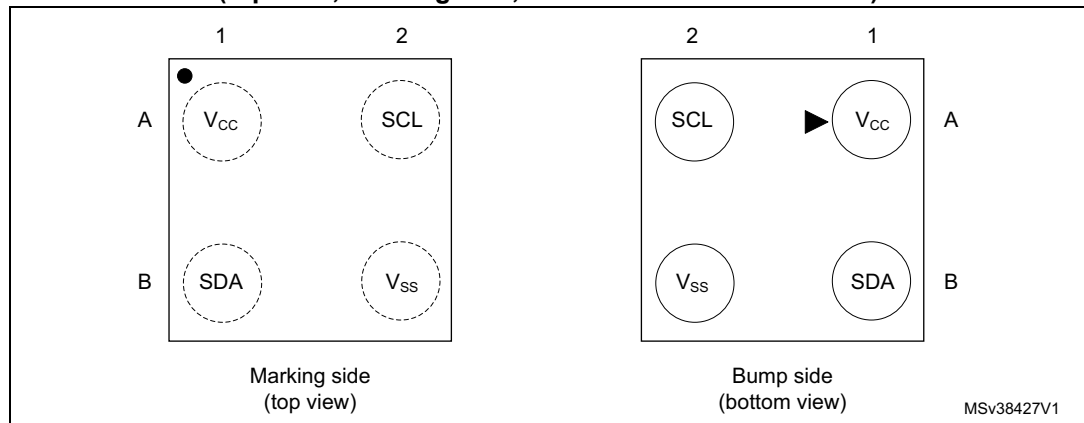 1 2 2 1
A VCC SCL SCL VCC A
B SDA VSS VSS SDA B
Marking side Bump side
(top view) (bottom view)
MSv38427V1